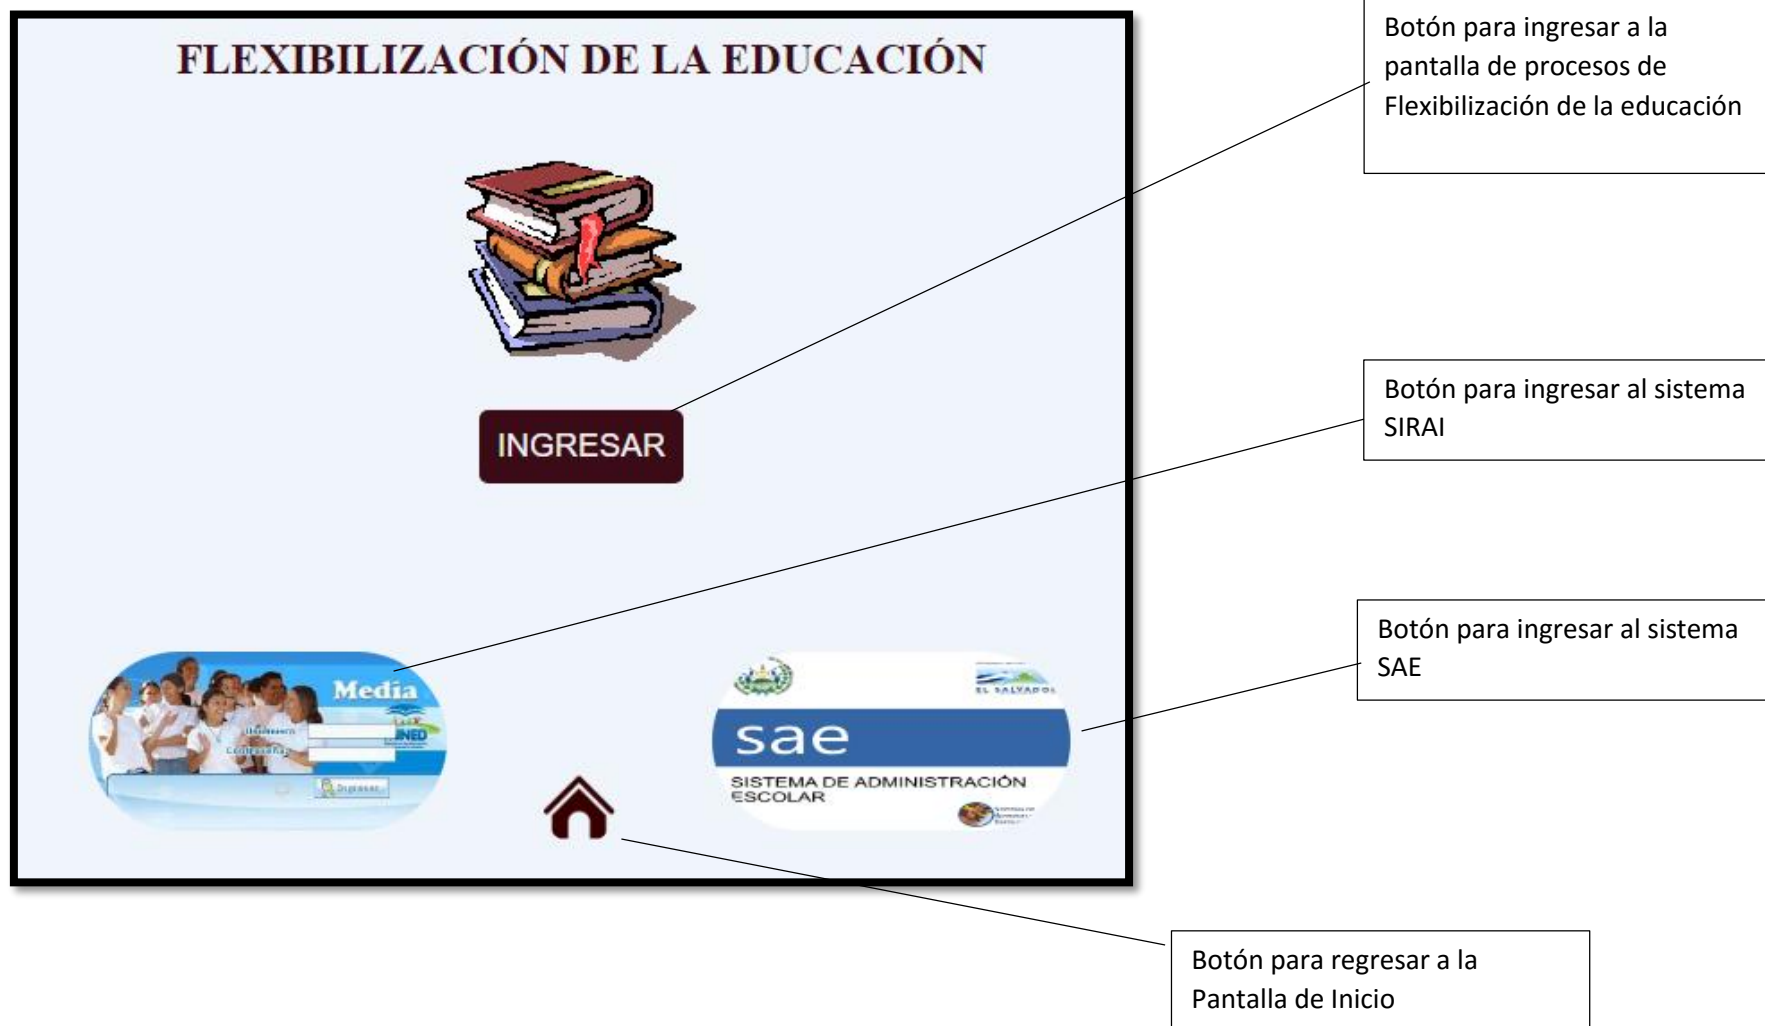 FLEXIBILIZACIÓN DE LA EDUCACIÓN
Botón para ingresar a la
pantalla de procesos de
Flexibilización de la educación
INGRESAR
Botón para ingresar al sistema
SIRAI
Botón para ingresar al sistema
SAE
Media
Contraseña
Ingresar
EL SALVADOR
sae
SISTEMA DE ADMINISTRACIÓN
ESCOLAR
Botón para regresar a la
Pantalla de Inicio